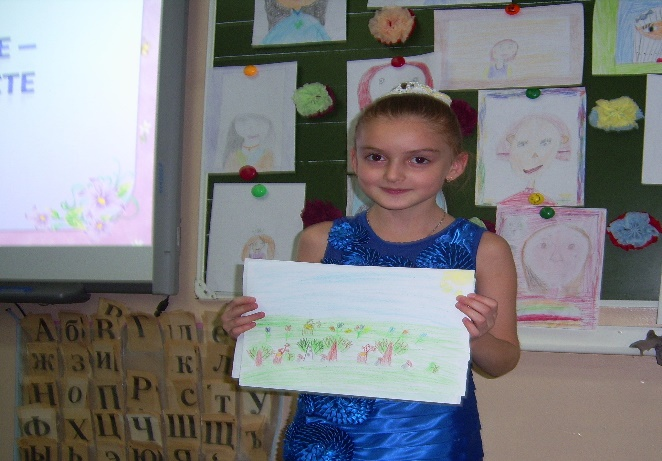 Е –
СТЕ
А Б В Г
Ж З И К Л
Н О П Р С Т У
Ф Х Ц Ч Ш Щ Ъ
Ы Ь Э Ю Я